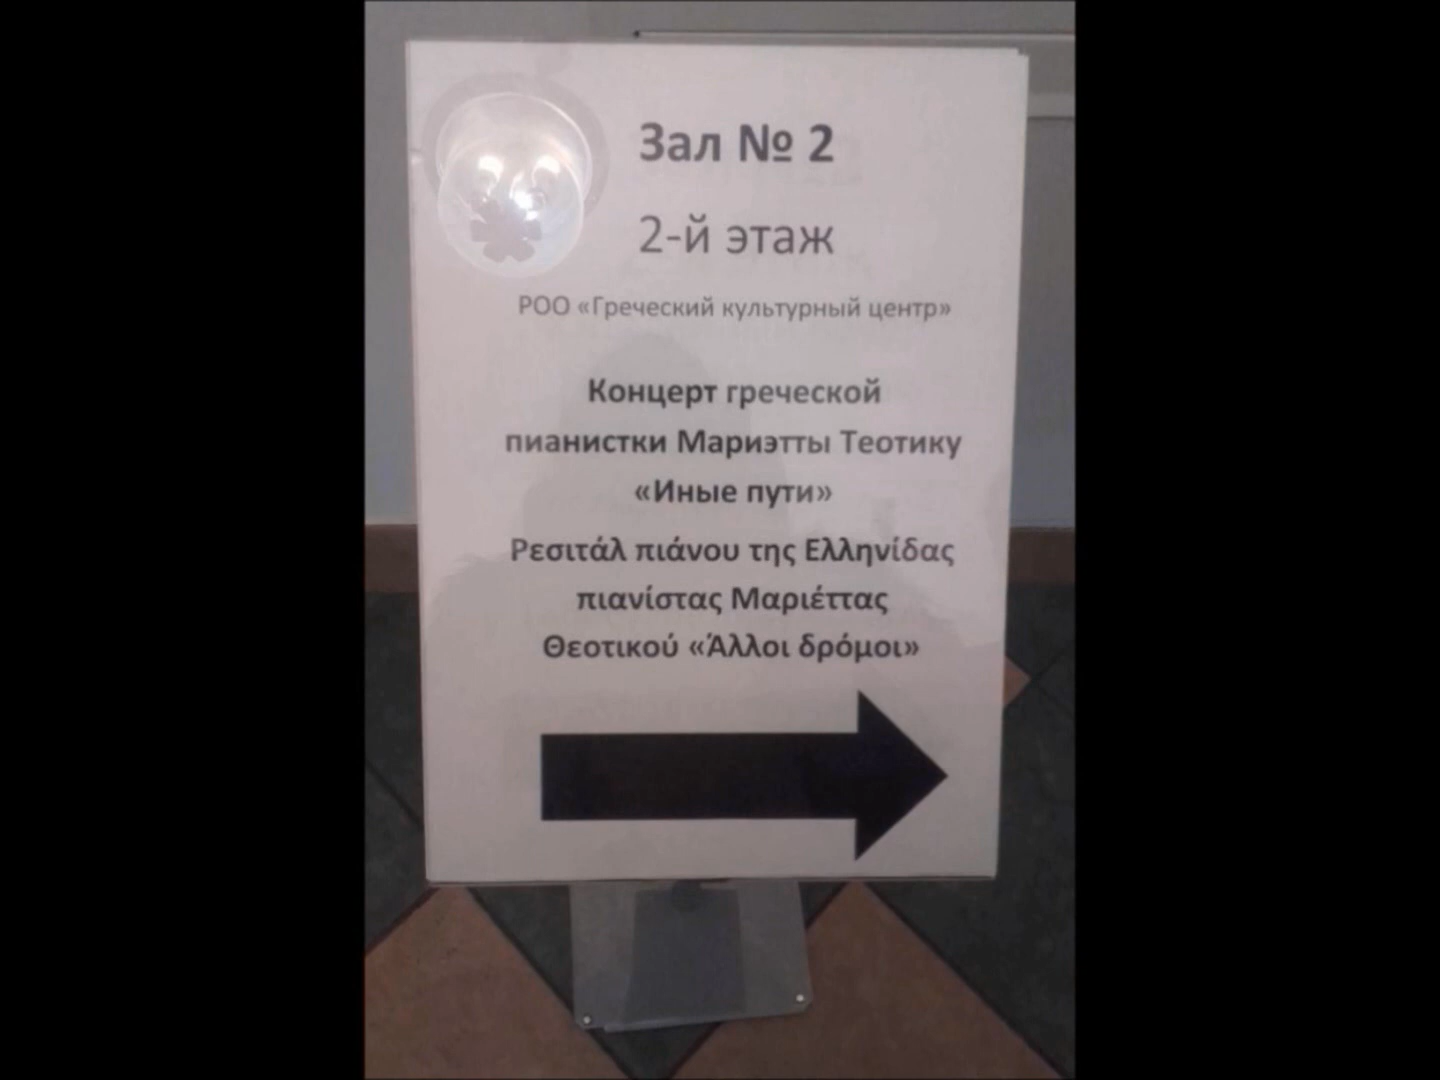 Зал № 2
2-й этаж
РОО «Греческий культурный центр»
Концерт греческой
пианистки Мариэтты Теотику
«Иные пути»
Ρεσιτάλ πιάνου της Ελληνίδας
πιανίστας Μαριέττας
Θεοτικού «Άλλοι δρόμοι»